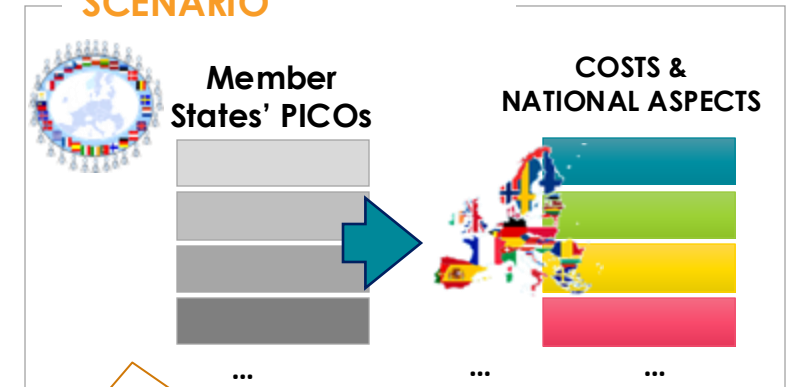 SCENARIO
Member
States' PICOs
COSTS &
NATIONAL ASPECTS
...
...
...